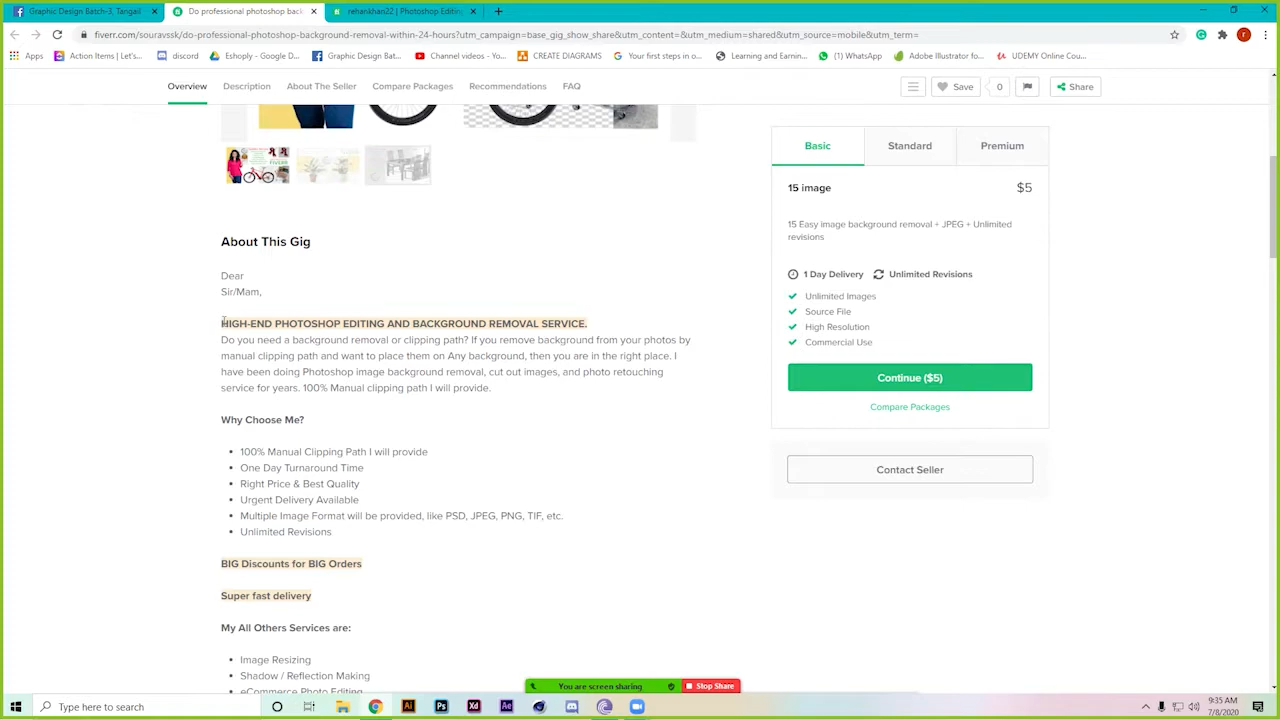 Graphic Design Batch-3, Tangail
Do professional photoshop back
rehankhan22 | Photoshop Editing
fiverr.com/souravssk/do-professional-photoshop-background-removal-within-24-hours?utm_campaign=base_gig_show_share&utm_content=&utm_medium=shared&utm_source=mobile&utm_term=
Apps
Action Items | Let's...
discord
Eshoply - Google D...
Graphic Design Bat...
Channel videos - Yo...
CREATE DIAGRAMS
Your first steps in o...
Learning and Earnin...
(1) WhatsApp
Adobe Illustrator fo...
UDEMY Online Cou...
Overview
Description
About The Seller
Compare Packages
Recommendations
FAQ
Save
0
Share
Basic
Standard
Premium
15 image
$5
15 Easy image background removal + JPEG + Unlimited
revisions
1 Day Delivery
Unlimited Revisions
Unlimited Images
Source File
High Resolution
Commercial Use
Continue ($5)
Compare Packages
Contact Seller
About This Gig
Dear
Sir/Mam,
HIGH-END PHOTOSHOP EDITING AND BACKGROUND REMOVAL SERVICE.
Do you need a background removal or clipping path? If you remove background from your photos by
manual clipping path and want to place them on Any background, then you are in the right place. I
have been doing Photoshop image background removal, cut out images, and photo retouching
service for years. 100% Manual clipping path I will provide.
Why Choose Me?
100% Manual Clipping Path I will provide
One Day Turnaround Time
Right Price & Best Quality
Urgent Delivery Available
Multiple Image Format will be provided, like PSD, JPEG, PNG, TIF, etc.
Unlimited Revisions
BIG Discounts for BIG Orders
Super fast delivery
My All Others Services are:
Image Resizing
Shadow / Reflection Making
eCommerce Photo Editing
You are screen sharing
Stop Share
Type here to search
9:35 AM
7/8/2020